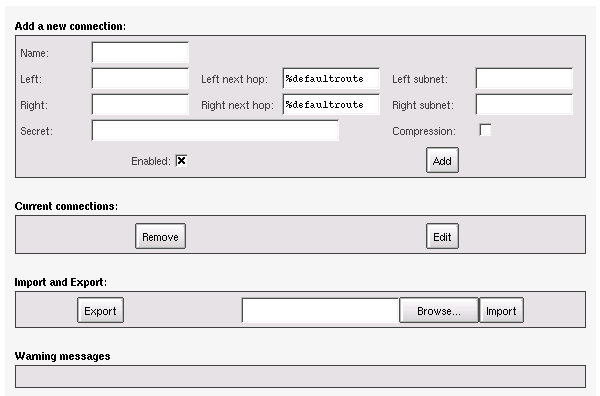 Add a new connection:
Name:
Left: Left next hop: %defaultroute Left subnet:
Right: Right next hop: %defaultroute Right subnet:
Secret: Compression:
Enabled: Add
Current connections:
Remove Edit
Import and Export:
Export Browse... Import
Warning messages